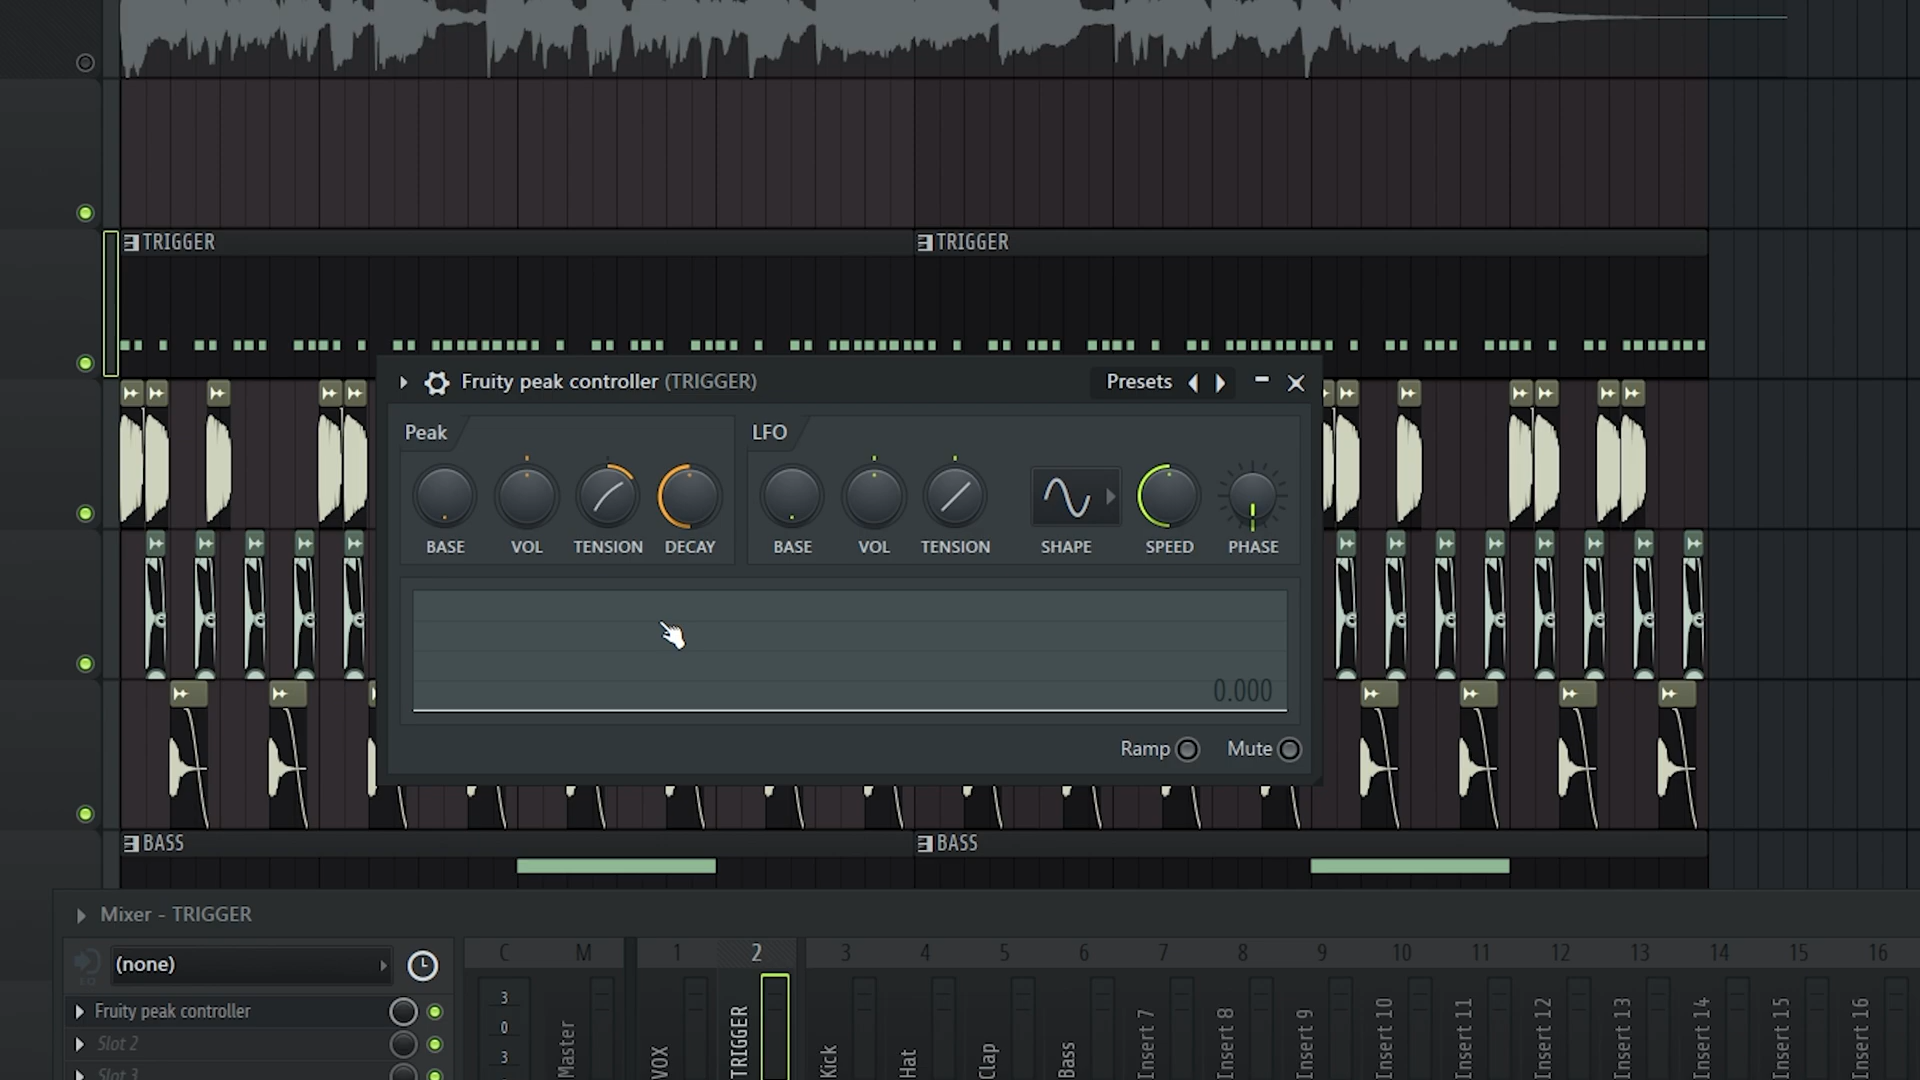 TRIGGER
TRIGGER
Fruity peak controller (TRIGGER)
Presets
Peak
LFO
BASE
VOL
TENSION
DECAY
BASE
VOL
TENSION
SHAPE
SPEED
PHASE
0.000
Ramp
Mute
BASS
BASS
Mixer - TRIGGER
(none)
C
M
1
2
3
4
5
6
7
8
9
10
11
12
13
14
15
16
Fruity peak controller
Slot 2
Slot 3
3
0
3
Master
VOX
TRIGGER
Kick
Hat
Clap
Bass
Insert 7
Insert 8
Insert 9
Insert 10
Insert 11
Insert 12
Insert 13
Insert 14
Insert 15
Insert 16